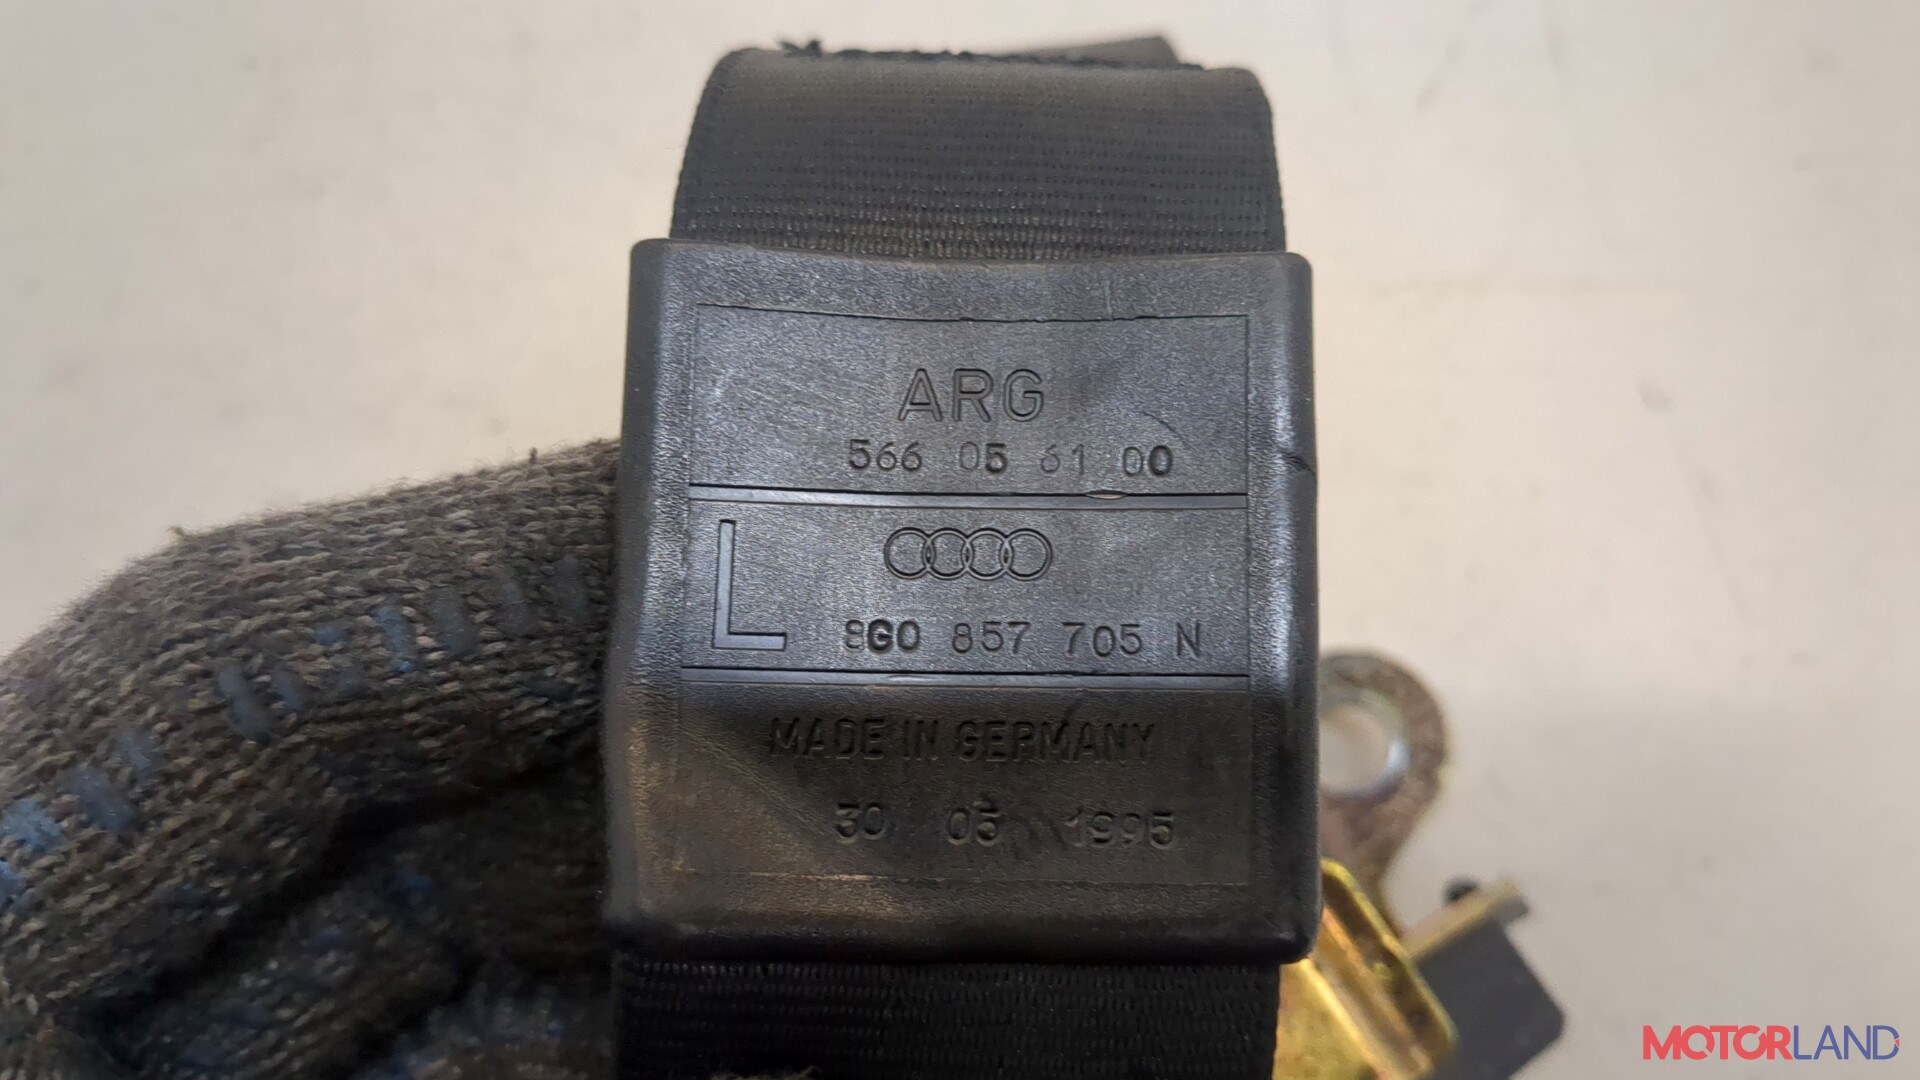 ARG
566 05 61 00
L
8G0 857 705 N
MADE IN GERMANY
30 05 1995
MOTORLAND